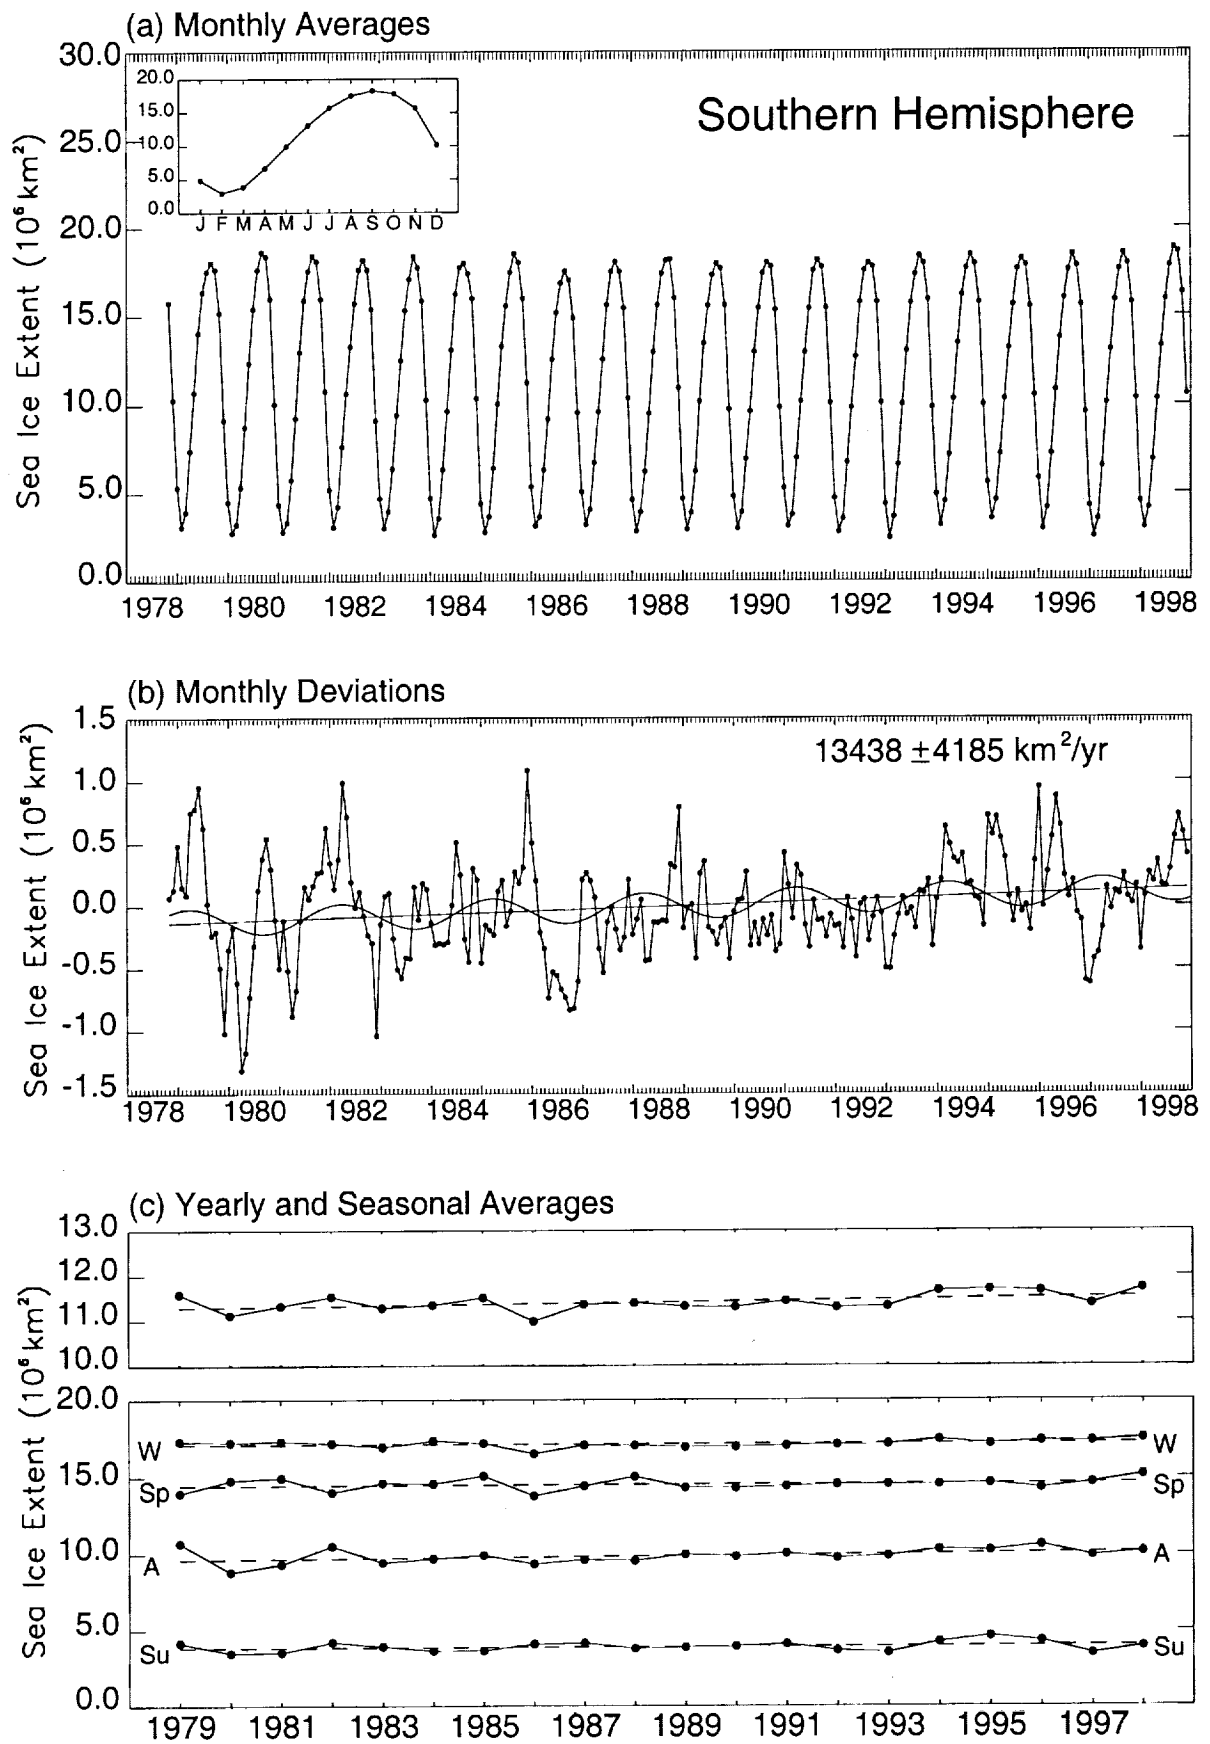 (a) Monthly Averages
Southern Hemisphere
Sea Ice Extent (10⁶ km²)
30.0
25.0
20.0
15.0
10.0
5.0
0.0
20.0
15.0
10.0
5.0
0.0
J F M A M J J A S O N D
1978 1980 1982 1984 1986 1988 1990 1992 1994 1996 1998
(b) Monthly Deviations
13438 ±4185 km²/yr
Sea Ice Extent (10⁶ km²)
1.5
1.0
0.5
0.0
-0.5
-1.0
-1.5
1978 1980 1982 1984 1986 1988 1990 1992 1994 1996 1998
(c) Yearly and Seasonal Averages
Sea Ice Extent (10⁶ km²)
13.0
12.0
11.0
10.0
20.0
W W
15.0
Sp Sp
10.0
A A
5.0
Su Su
0.0
1979 1981 1983 1985 1987 1989 1991 1993 1995 1997